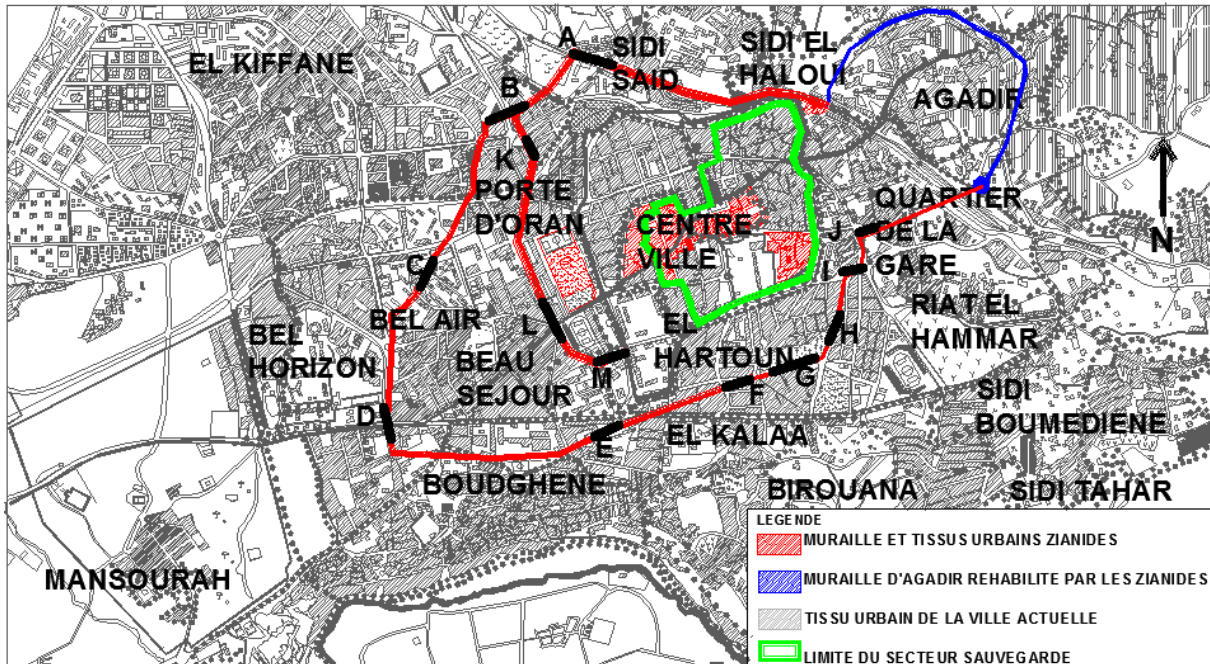 EL KIFFANE
A
SIDI
SAID
SIDI EL
HALOUI
AGADIR
B
K
PORTE
D'ORAN
CENTRE
VILLE
QUARTIER
DE LA
GARE
J
I
N
C
BEL AIR
BEL
HORIZON
L
BEAU
SEJOUR
M
EL
HARTOUN
H
G
F
RIAT EL
HAMMAR
SIDI
BOUMEDIENE
D
E
EL KALAA
BOUDGHENE
BIROUANA
SIDI TAHAR
MANSOURAH
LEGENDE
MURAILLE ET TISSUS URBAINS ZIANIDES
MURAILLE D'AGADIR REHABILITE PAR LES ZIANIDES
TISSU URBAIN DE LA VILLE ACTUELLE
LIMITE DU SECTEUR SAUVEGARDE